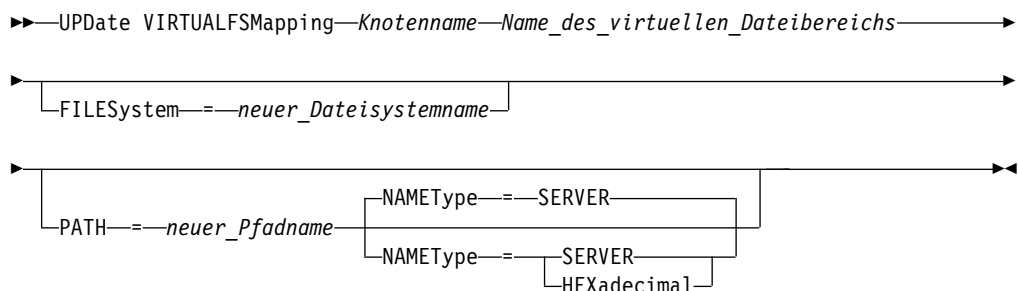 UPDate VIRTUALFSMapping Knotenname Name_des_virtuellen_Dateibereichs
FILESystem = neuer_Dateisystemname
NAMEType = SERVER
PATH = neuer_Pfadname
NAMEType = SERVER
HEXadecimal